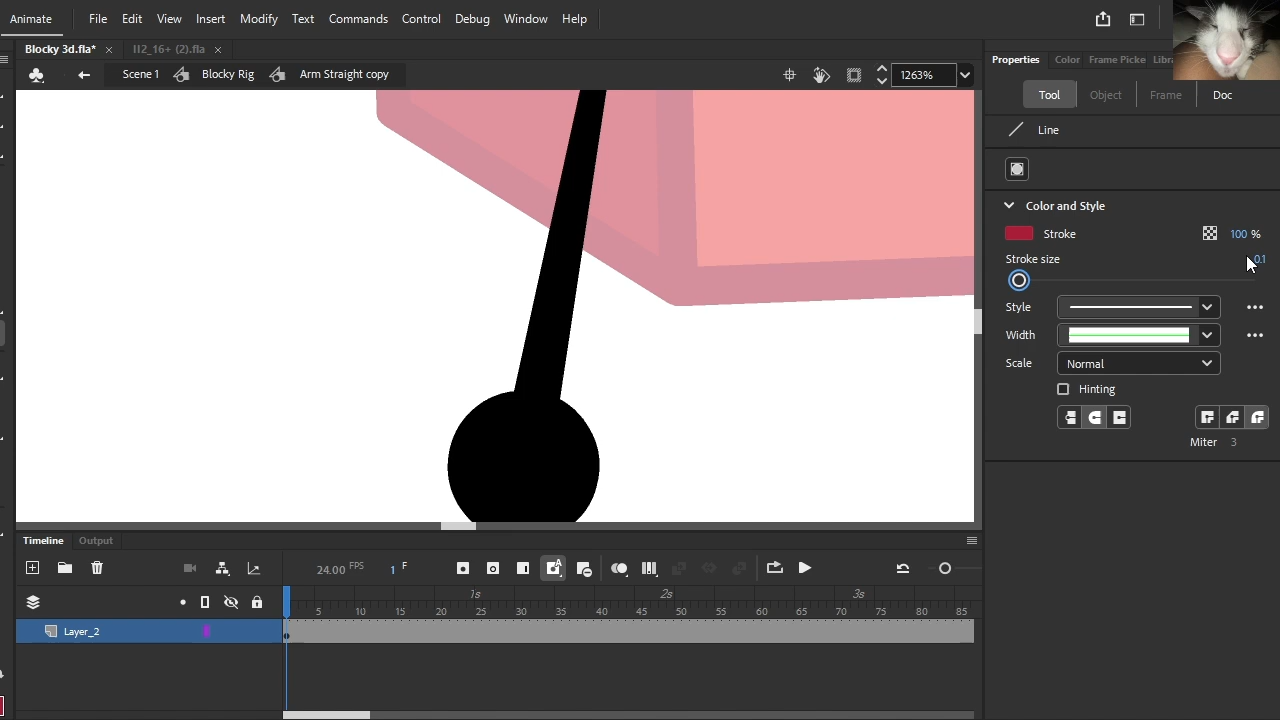 Animate File Edit View Insert Modify Text Commands Control Debug Window Help
Blocky 3d.fla* II2_16+ (2).fla
Scene 1 Blocky Rig Arm Straight copy 1263%
Properties Color Frame Picke Libr
Tool Object Frame Doc
Line
Color and Style
Stroke 100 %
Stroke size 0.1
Style
Width
Scale Normal
Hinting
Miter 3
Timeline Output
24.00 FPS 1 F
1s 2s 3s
5 10 15 20 25 30 35 40 45 50 55 60 65 70 75 80 85
Layer_2